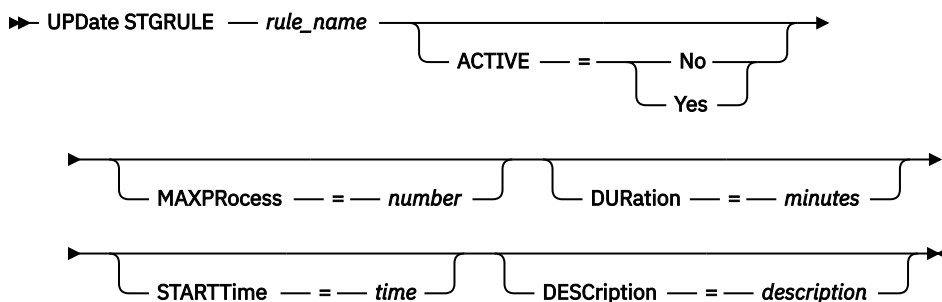 UPDate STGRULE rule_name
ACTIVE = No
Yes
MAXPRocess = number DURation = minutes
STARTTime = time DESCription = description